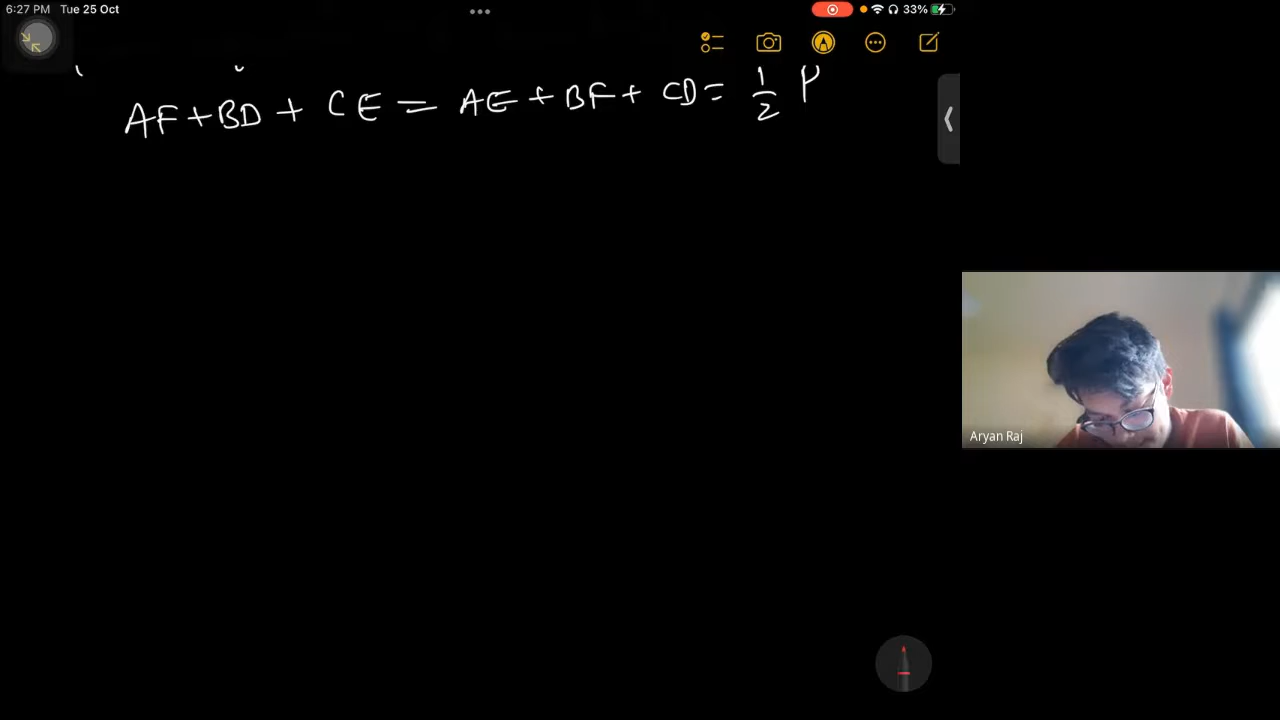 6:27 PM Tue 25 Oct 33%
AF + BD + CE = AE + BF + CD = 1/2 P
Aryan Raj